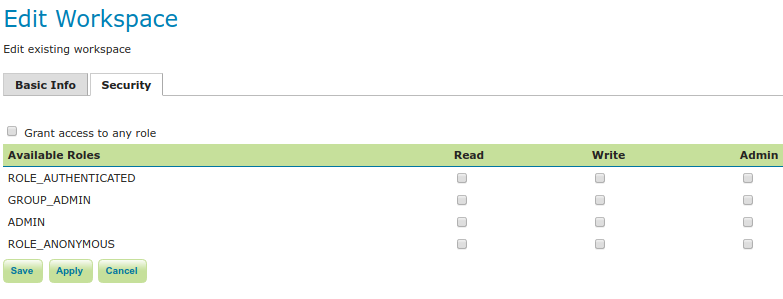 Edit Workspace
Edit existing workspace
Basic Info Security
Grant access to any role
Available Roles Read Write Admin
ROLE_AUTHENTICATED
GROUP_ADMIN
ADMIN
ROLE_ANONYMOUS
Save Apply Cancel